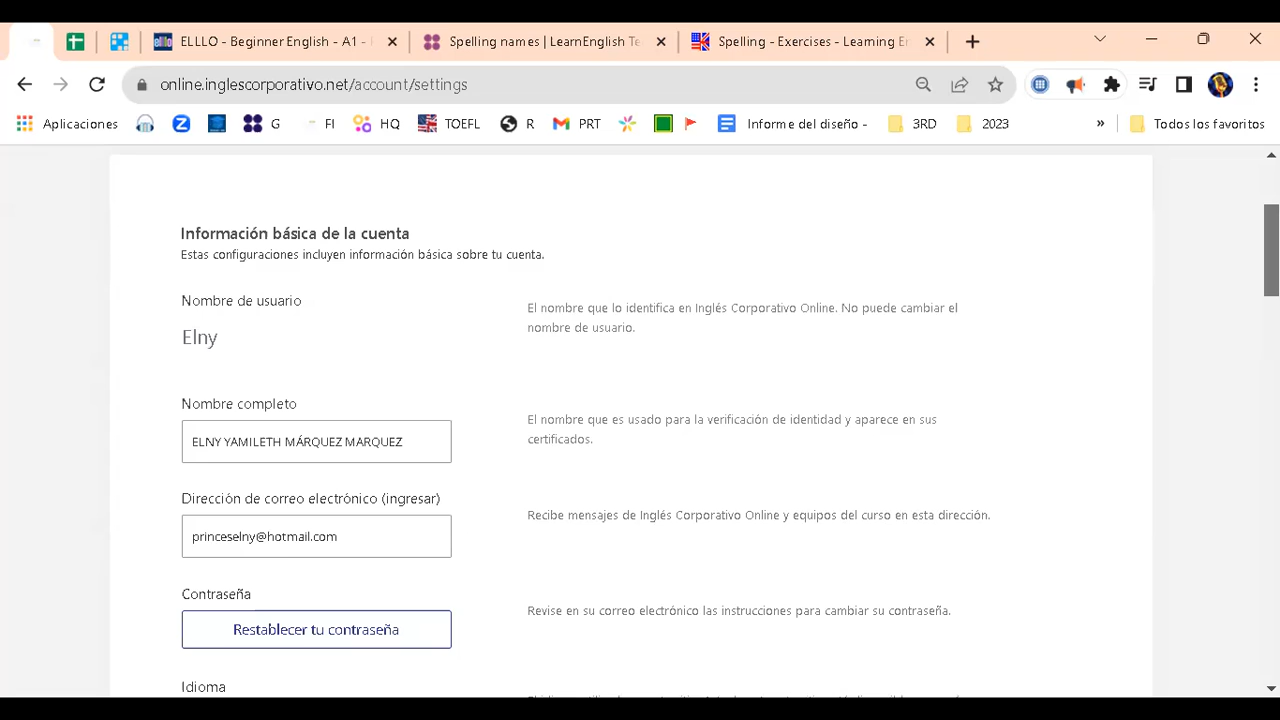 ELLLO - Beginner English - A1 -
Spelling names | LearnEnglish Te
Spelling - Exercises - Learning En
online.inglescorporativo.net/account/settings
Aplicaciones
G
FI
HQ
TOEFL
R
PRT
Informe del diseño -
3RD
2023
»
Todos los favoritos
Información básica de la cuenta
Estas configuraciones incluyen información básica sobre tu cuenta.
Nombre de usuario
El nombre que lo identifica en Inglés Corporativo Online. No puede cambiar el
nombre de usuario.
Elny
Nombre completo
El nombre que es usado para la verificación de identidad y aparece en sus
certificados.
ELNY YAMILETH MÁRQUEZ MARQUEZ
Dirección de correo electrónico (ingresar)
Recibe mensajes de Inglés Corporativo Online y equipos del curso en esta dirección.
princeselny@hotmail.com
Contraseña
Revise en su correo electrónico las instrucciones para cambiar su contraseña.
Restablecer tu contraseña
Idioma